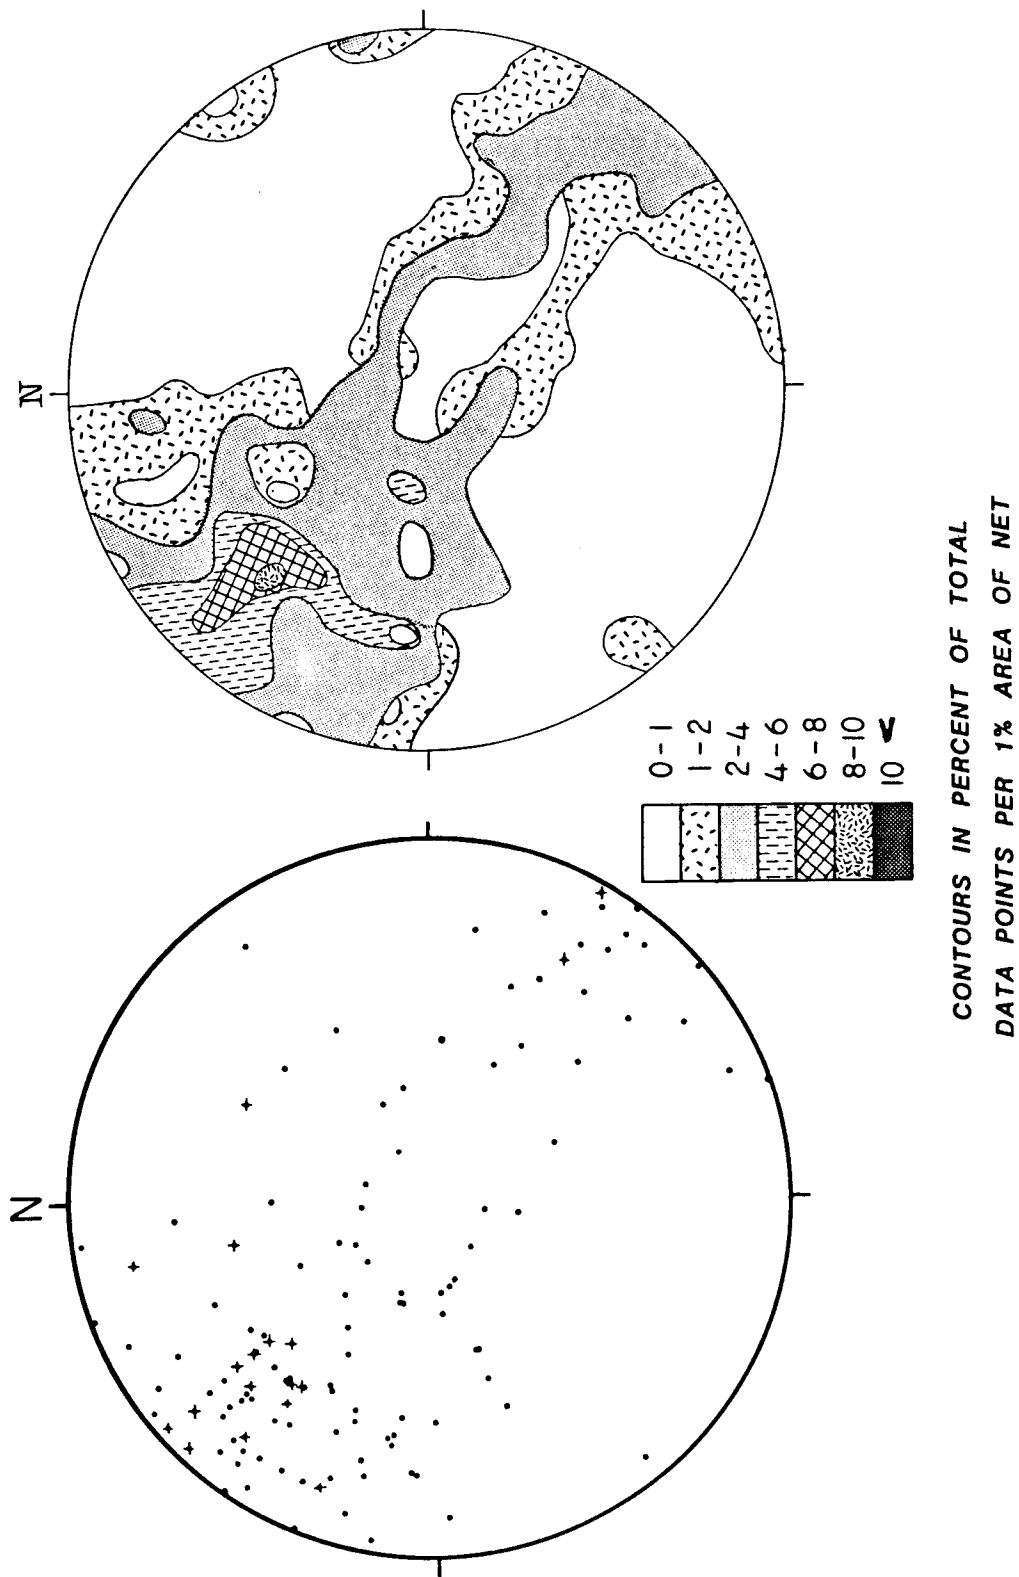 N
N
0-1
1-2
2-4
4-6
6-8
8-10
10 <
CONTOURS IN PERCENT OF TOTAL
DATA POINTS PER 1% AREA OF NET